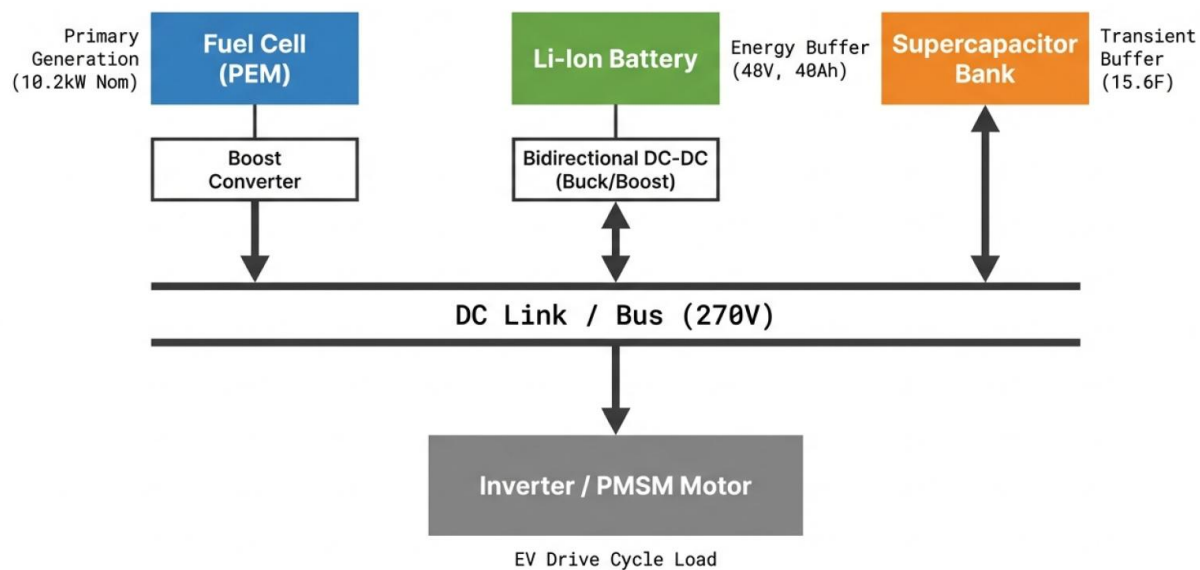 Primary
Generation
(10.2kW Nom)
Fuel Cell
(PEM)
Li-Ion Battery
Energy Buffer
(48V, 40Ah)
Supercapacitor
Bank
Transient
Buffer
(15.6F)
Boost
Converter
Bidirectional DC-DC
(Buck/Boost)
DC Link / Bus (270V)
Inverter / PMSM Motor
EV Drive Cycle Load